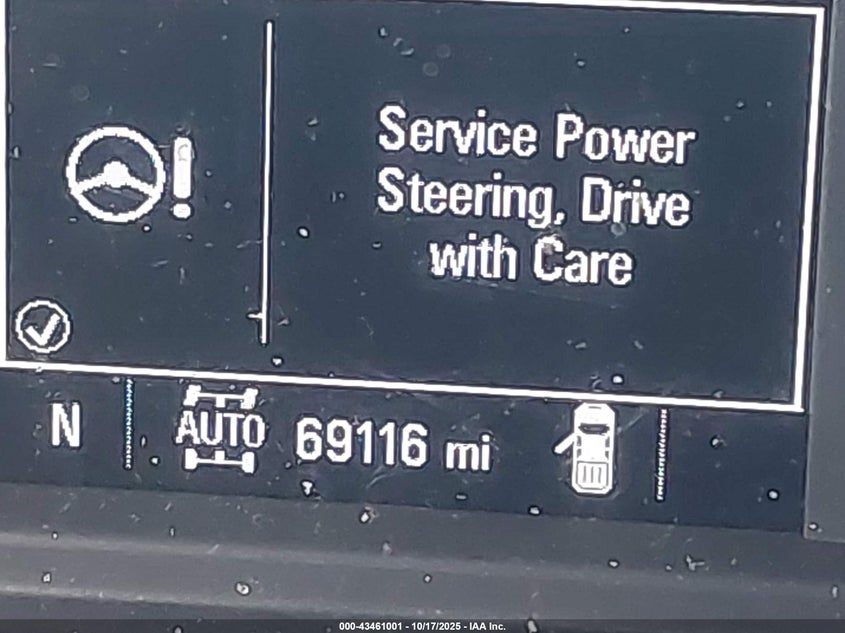 Service Power
Steering, Drive
with Care
N
AUTO
69116 mi
000-43461001 - 10/17/2025 - IAA Inc.